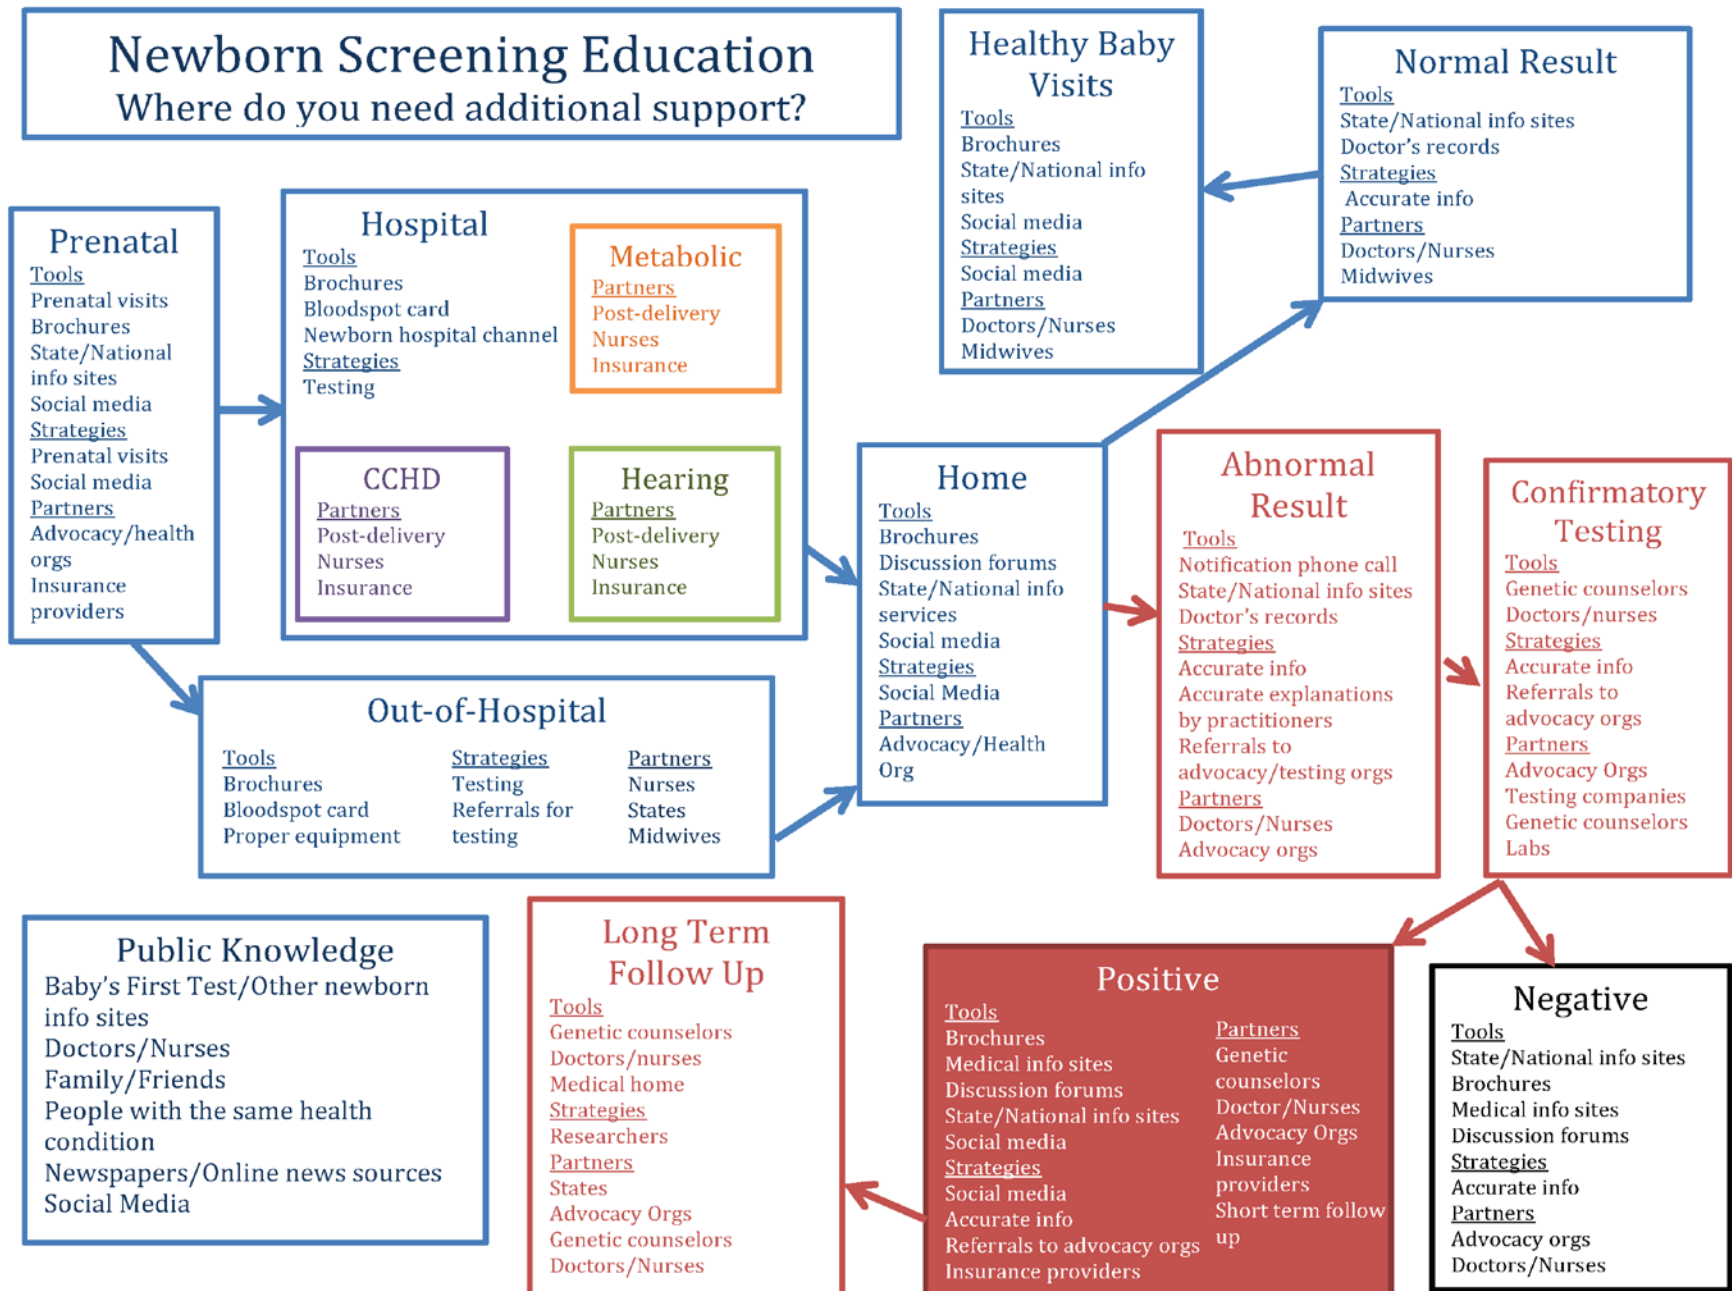 Newborn Screening Education
Where do you need additional support?
Prenatal
Tools
Prenatal visits
Brochures
State/National
info sites
Social media
Strategies
Prenatal visits
Social media
Partners
Advocacy/health
orgs
Insurance
providers
Hospital
Tools
Brochures
Bloodspot card
Newborn hospital channel
Strategies
Testing
Metabolic
Partners
Post-delivery
Nurses
Insurance
CCHD
Partners
Post-delivery
Nurses
Insurance
Hearing
Partners
Post-delivery
Nurses
Insurance
Out-of-Hospital
Tools
Brochures
Bloodspot card
Proper equipment
Strategies
Testing
Referrals for
testing
Partners
Nurses
States
Midwives
Home
Tools
Brochures
Discussion forums
State/National info
services
Social media
Strategies
Social Media
Partners
Advocacy/Health
Org
Healthy Baby
Visits
Tools
Brochures
State/National info
sites
Social media
Strategies
Social media
Partners
Doctors/Nurses
Midwives
Normal Result
Tools
State/National info sites
Doctor's records
Strategies
Accurate info
Partners
Doctors/Nurses
Midwives
Abnormal
Result
Tools
Notification phone call
State/National info sites
Doctor's records
Strategies
Accurate info
Accurate explanations
by practitioners
Referrals to
advocacy/testing orgs
Partners
Doctors/Nurses
Advocacy orgs
Confirmatory
Testing
Tools
Genetic counselors
Doctors/nurses
Strategies
Accurate info
Referrals to
advocacy orgs
Partners
Advocacy Orgs
Testing companies
Genetic counselors
Labs
Public Knowledge
Baby's First Test/Other newborn
info sites
Doctors/Nurses
Family/Friends
People with the same health
condition
Newspapers/Online news sources
Social Media
Long Term
Follow Up
Tools
Genetic counselors
Doctors/nurses
Medical home
Strategies
Researchers
Partners
States
Advocacy Orgs
Genetic counselors
Doctors/Nurses
Positive
Tools
Brochures
Medical info sites
Discussion forums
State/National info sites
Social media
Strategies
Social media
Accurate info
Referrals to advocacy orgs
Insurance providers
Partners
Genetic
counselors
Doctor/Nurses
Advocacy Orgs
Insurance
providers
Short term follow
up
Negative
Tools
State/National info sites
Brochures
Medical info sites
Discussion forums
Strategies
Accurate info
Partners
Advocacy orgs
Doctors/Nurses